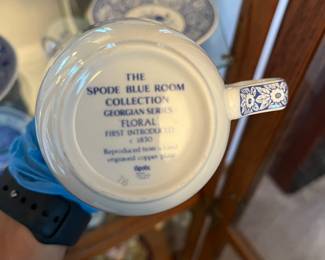 THE
SPODE BLUE ROOM
COLLECTION
GEORGIAN SERIES
FLORAL
FIRST INTRODUCED
c 1830
Reproduced from a hand
engraved copper plate
Spode